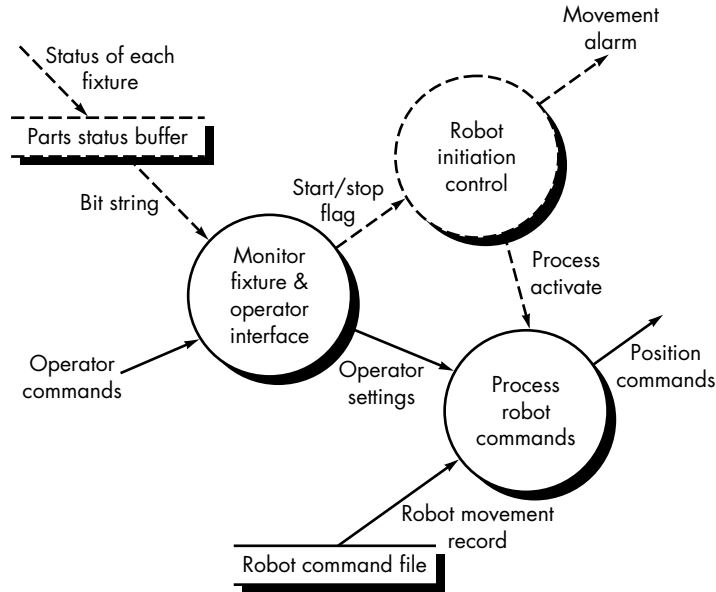 Movement
alarm
Status of each
fixture
Parts status buffer
Robot
initiation
control
Start/stop
flag
Bit string
Monitor
fixture &
operator
interface
Process
activate
Operator
commands
Operator
settings
Position
commands
Process
robot
commands
Robot movement
record
Robot command file